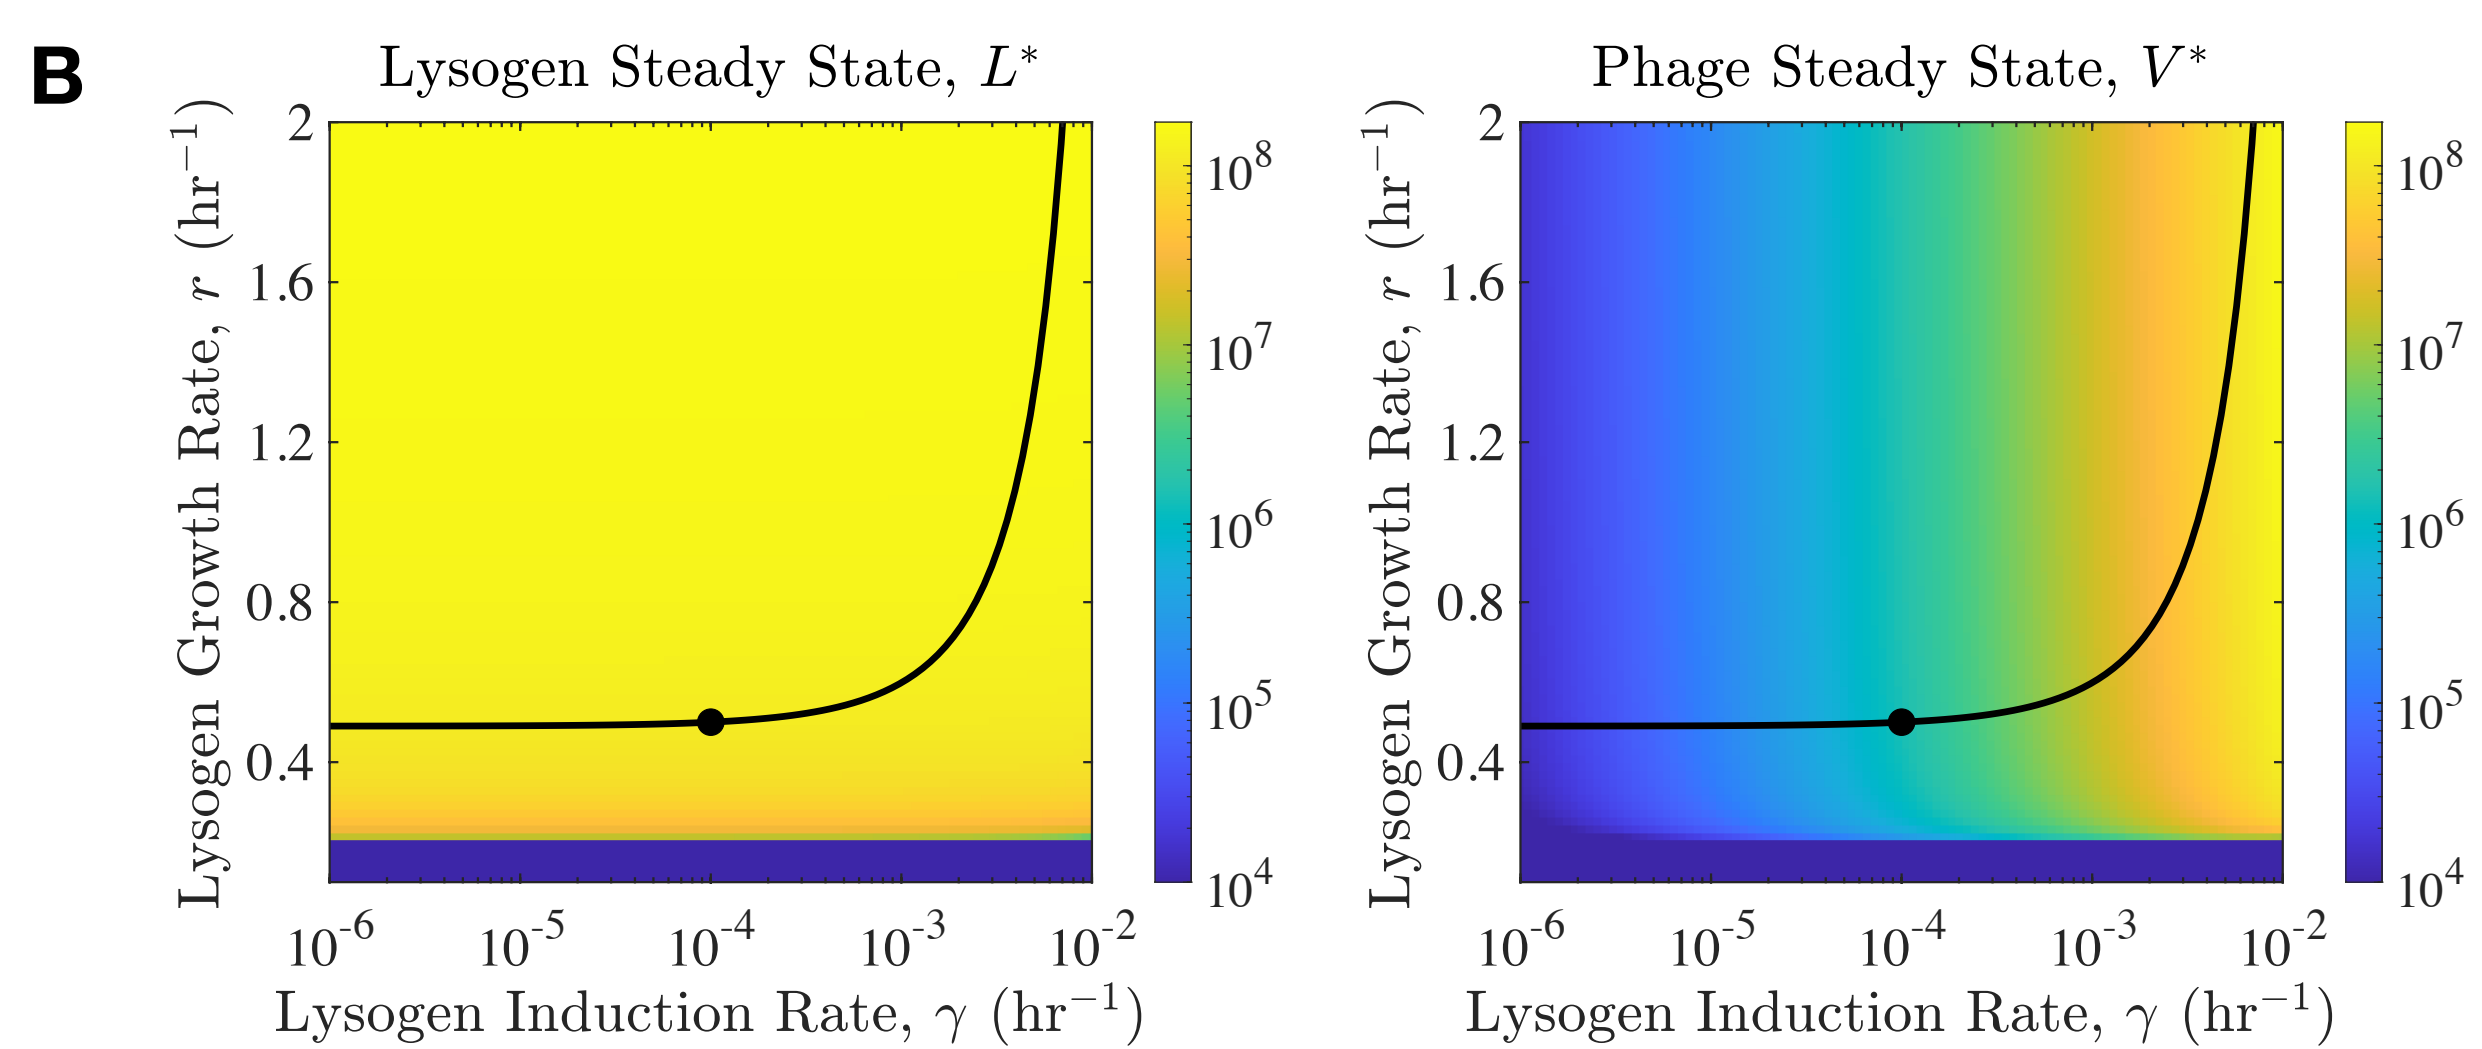 B
Lysogen Steady State, L*
Lysogen Growth Rate, r (hr⁻¹)
2
1.6
1.2
0.8
0.4
10⁻⁶ 10⁻⁵ 10⁻⁴ 10⁻³ 10⁻²
Lysogen Induction Rate, γ (hr⁻¹)
10⁸
10⁷
10⁶
10⁵
10⁴
Phage Steady State, V*
Lysogen Growth Rate, r (hr⁻¹)
2
1.6
1.2
0.8
0.4
10⁻⁶ 10⁻⁵ 10⁻⁴ 10⁻³ 10⁻²
Lysogen Induction Rate, γ (hr⁻¹)
10⁸
10⁷
10⁶
10⁵
10⁴